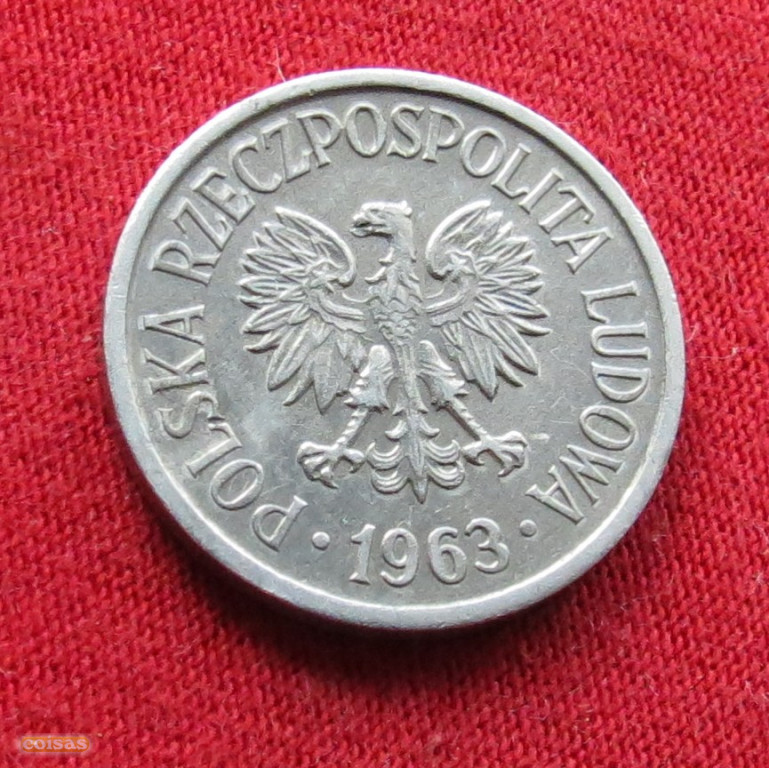 POLSKA RZECZPOSPOLITA LUDOWA
· 1963 ·
coisas